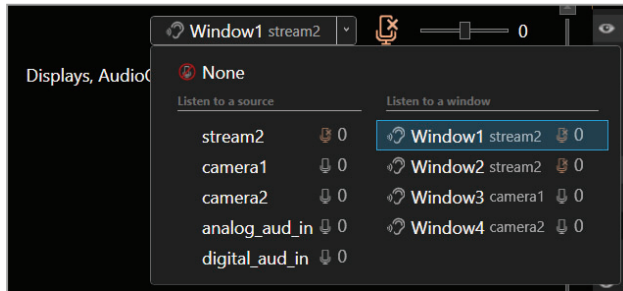 Window1 stream2 0
Displays, Audio
None
Listen to a source
Listen to a window
stream2 0
Window1 stream2 0
camera1 0
Window2 stream2 0
camera2 0
Window3 camera1 0
analog_aud_in 0
Window4 camera2 0
digital_aud_in 0